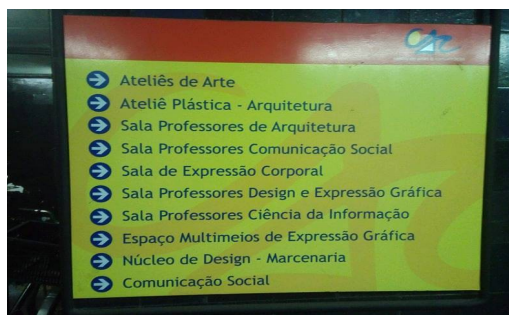 CAC
Ateliês de Arte
Ateliê Plástica - Arquitetura
Sala Professores de Arquitetura
Sala Professores Comunicação Social
Sala de Expressão Corporal
Sala Professores Design e Expressão Gráfica
Sala Professores Ciência da Informação
Espaço Multimeios de Expressão Gráfica
Núcleo de Design - Marcenaria
Comunicação Social